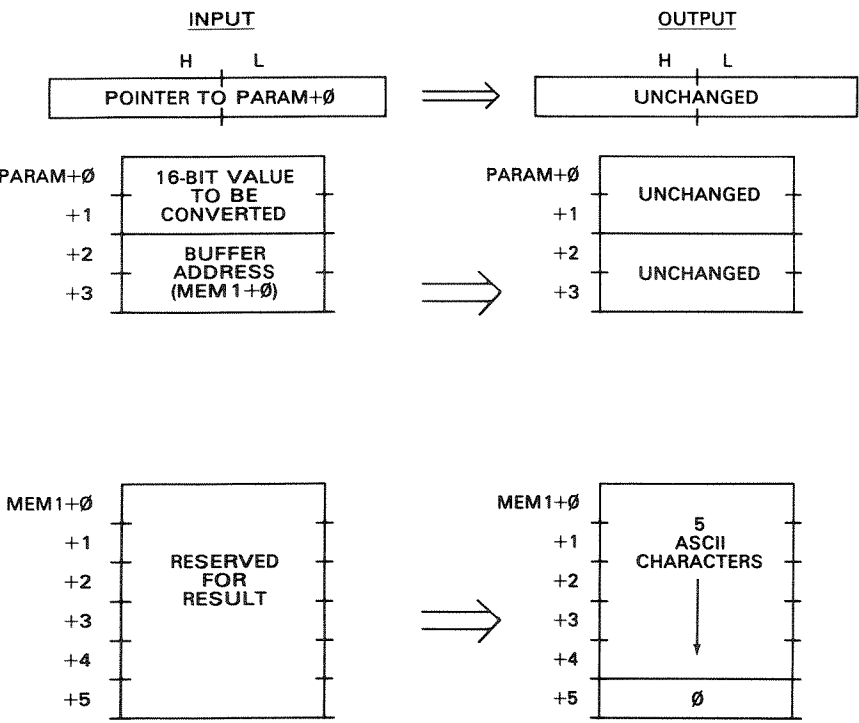 INPUT
OUTPUT
H L
H L
POINTER TO PARAM+Ø
UNCHANGED
PARAM+Ø
+1
+2
+3
16-BIT VALUE
TO BE
CONVERTED
BUFFER
ADDRESS
(MEM1+Ø)
PARAM+Ø
+1
+2
+3
UNCHANGED
UNCHANGED
MEM1+Ø
+1
+2
+3
+4
+5
RESERVED
FOR
RESULT
MEM1+Ø
+1
+2
+3
+4
+5
5
ASCII
CHARACTERS
Ø